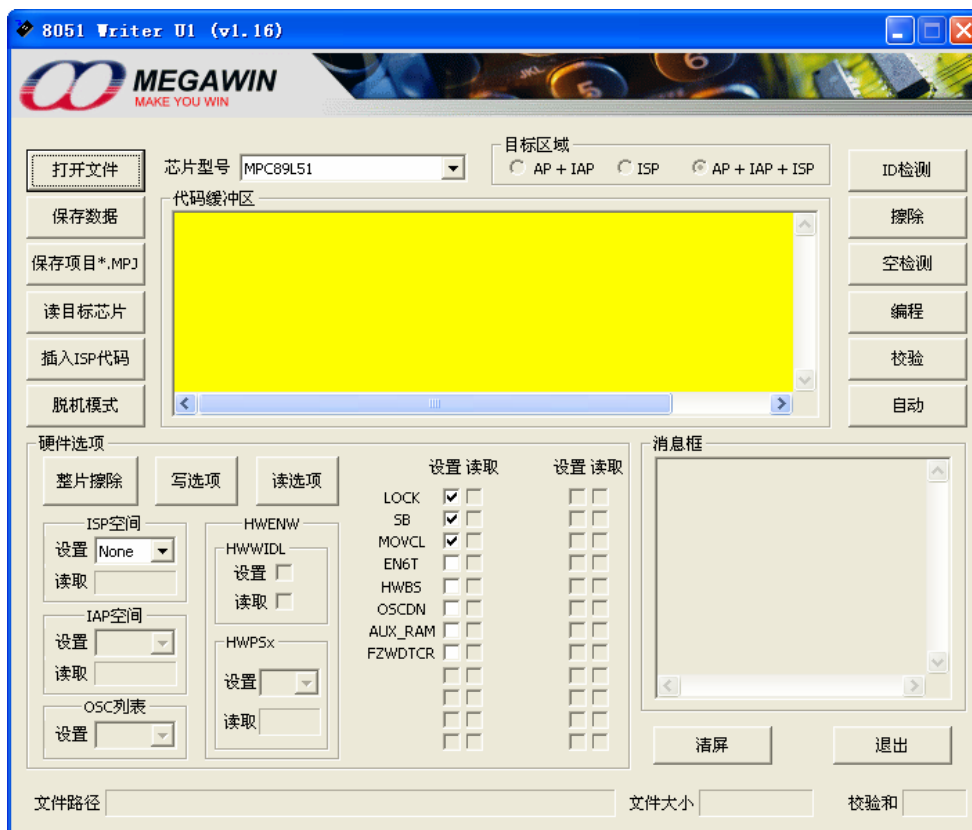 8051 Writer U1 (v1.16)
MEGAWIN
MAKE YOU WIN
JKL
5
6
打开文件
芯片型号 MPC89L51
目标区域
AP + IAP ISP AP + IAP + ISP
ID检测
保存数据
代码缓冲区
擦除
保存项目*.MPJ
空检测
读目标芯片
编程
插入ISP代码
校验
脱机模式
自动
硬件选项
消息框
整片擦除 写选项 读选项
设置 读取 设置 读取
LOCK
SB
MOVCL
EN6T
HWBS
OSCDN
AUX_RAM
FZWDTCR
ISP空间
设置 None
读取
IAP空间
设置
读取
OSC列表
设置
HWENW
HWWIDL
设置
读取
HWPSx
设置
读取
清屏
退出
文件路径
文件大小
校验和